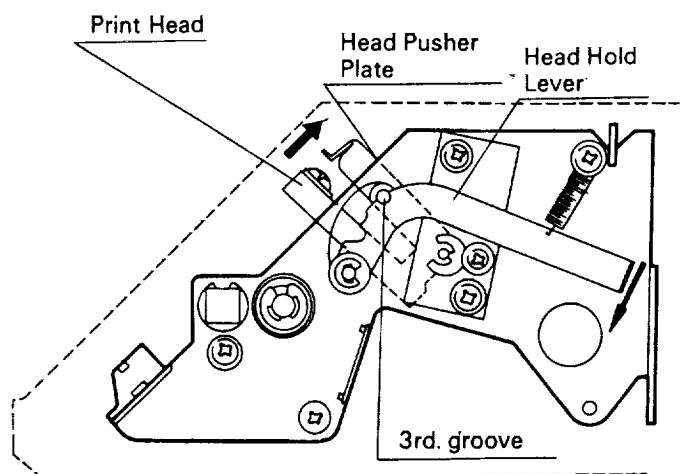 Print Head
Head Pusher
Plate
Head Hold
Lever
3rd. groove